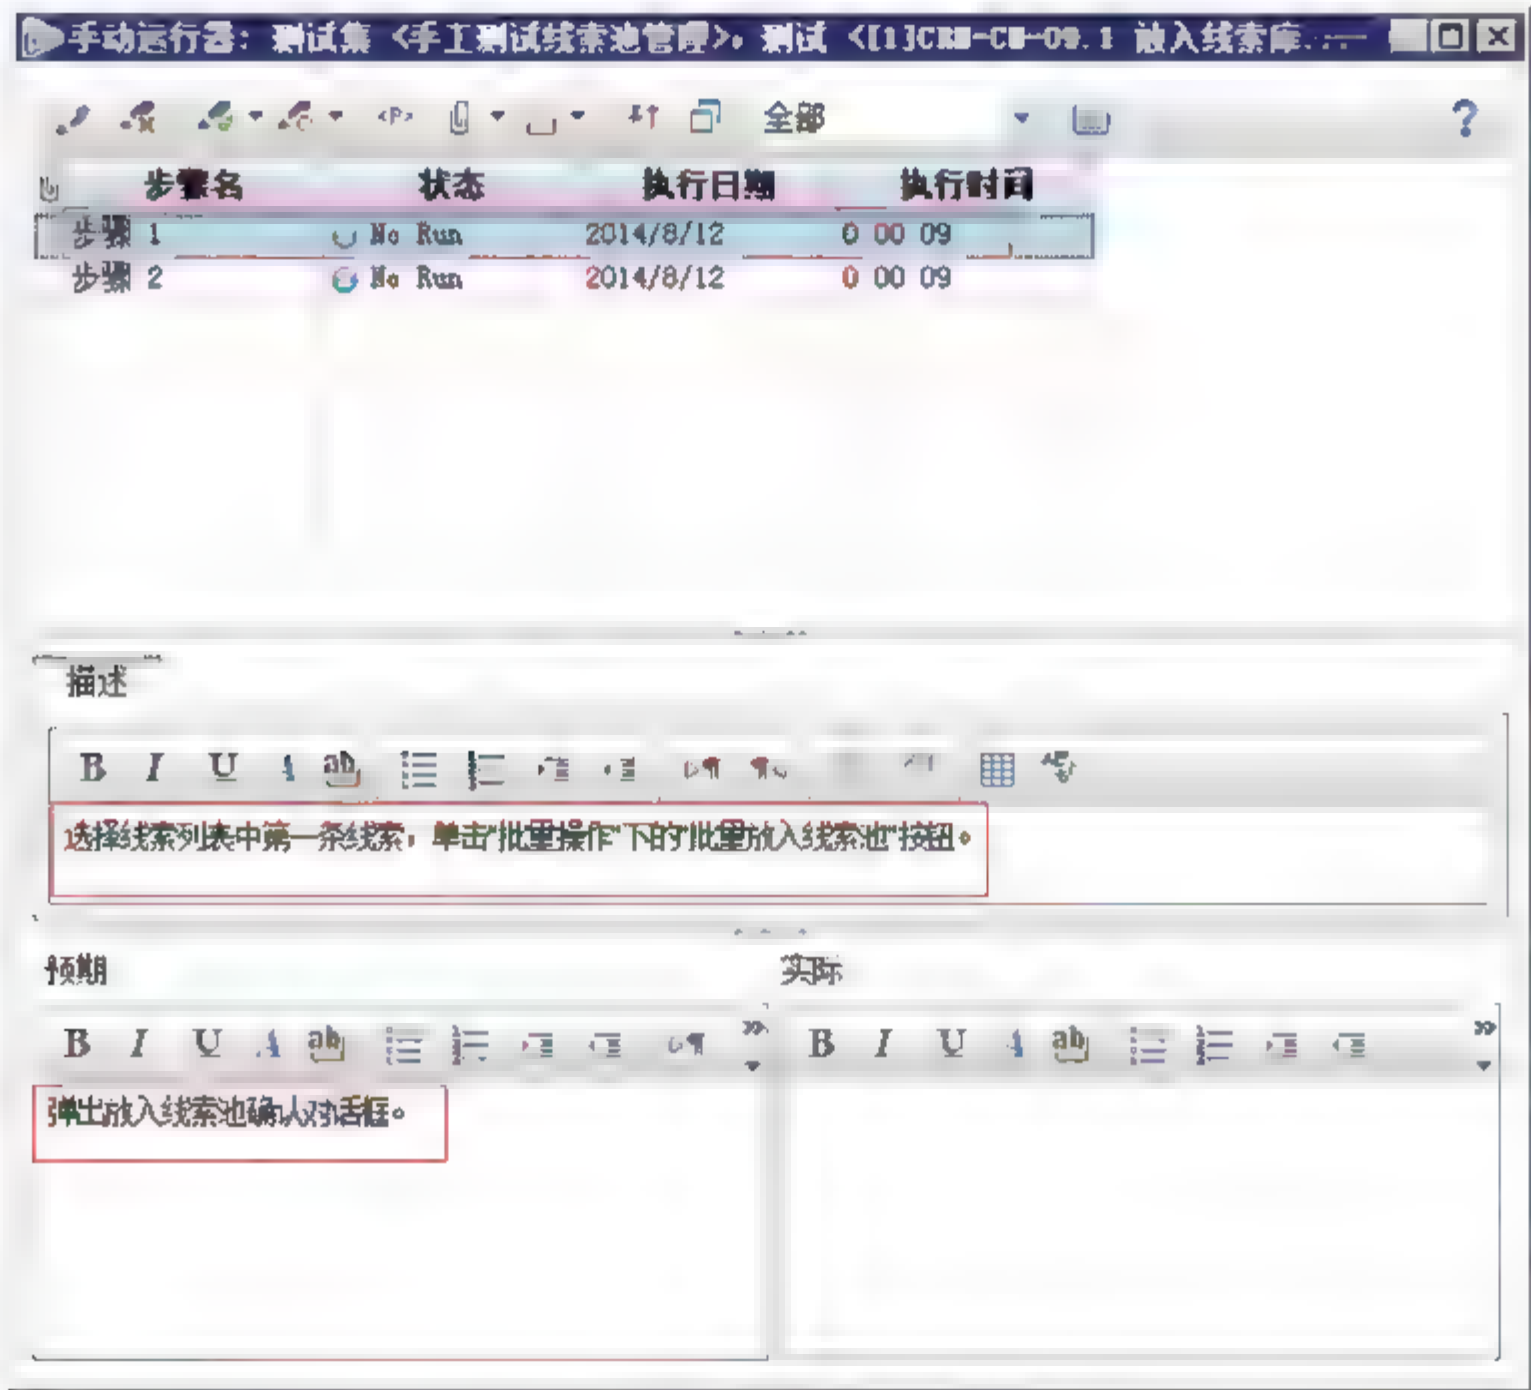 手动运行器：测试集 <手工测试线索池管理>，测试 <[1]CRM-CM-09.1 放入线索库...
全部
步骤名 状态 执行日期 执行时间
步骤 1 No Run 2014/8/12 0 00 09
步骤 2 No Run 2014/8/12 0 00 09
描述
B I U A ab
选择线索列表中第一条线索，单击"批量操作"下的"批量放入线索池"按钮。
预期 实际
B I U A ab B I U A ab
弹出放入线索池确认对话框。